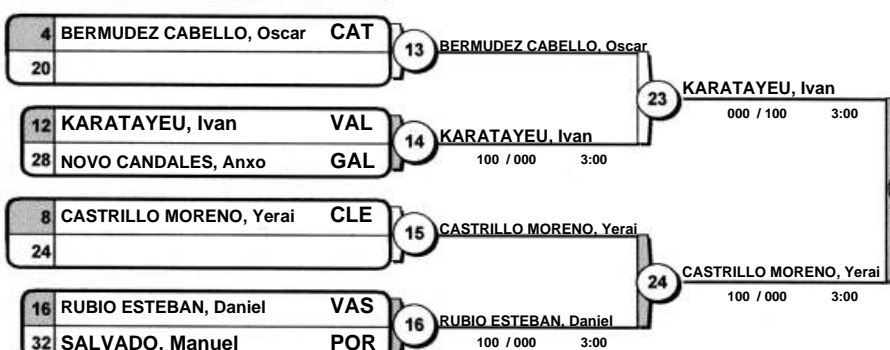 4 BERMUDEZ CABELLO, Oscar CAT
20
13 BERMUDEZ CABELLO, Oscar
12 KARATAYEU, Ivan VAL
28 NOVO CANDALES, Anxo GAL
14 KARATAYEU, Ivan
100 / 000 3:00
23 KARATAYEU, Ivan
000 / 100 3:00
8 CASTRILLO MORENO, Yerai CLE
24
15 CASTRILLO MORENO, Yerai
16 RUBIO ESTEBAN, Daniel VAS
32 SALVADO, Manuel POR
16 RUBIO ESTEBAN, Daniel
100 / 000 3:00
24 CASTRILLO MORENO, Yerai
100 / 000 3:00